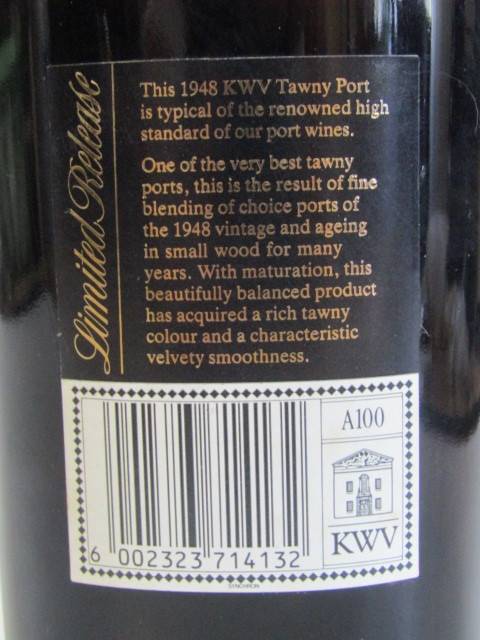 Limited Release
This 1948 KWV Tawny Port
is typical of the renowned high
standard of our port wines.
One of the very best tawny
ports, this is the result of fine
blending of choice ports of
the 1948 vintage and ageing
in small wood for many
years. With maturation, this
beautifully balanced product
has acquired a rich tawny
colour and a characteristic
velvety smoothness.
A100
KWV
6 002323 714132
SYNCHRON